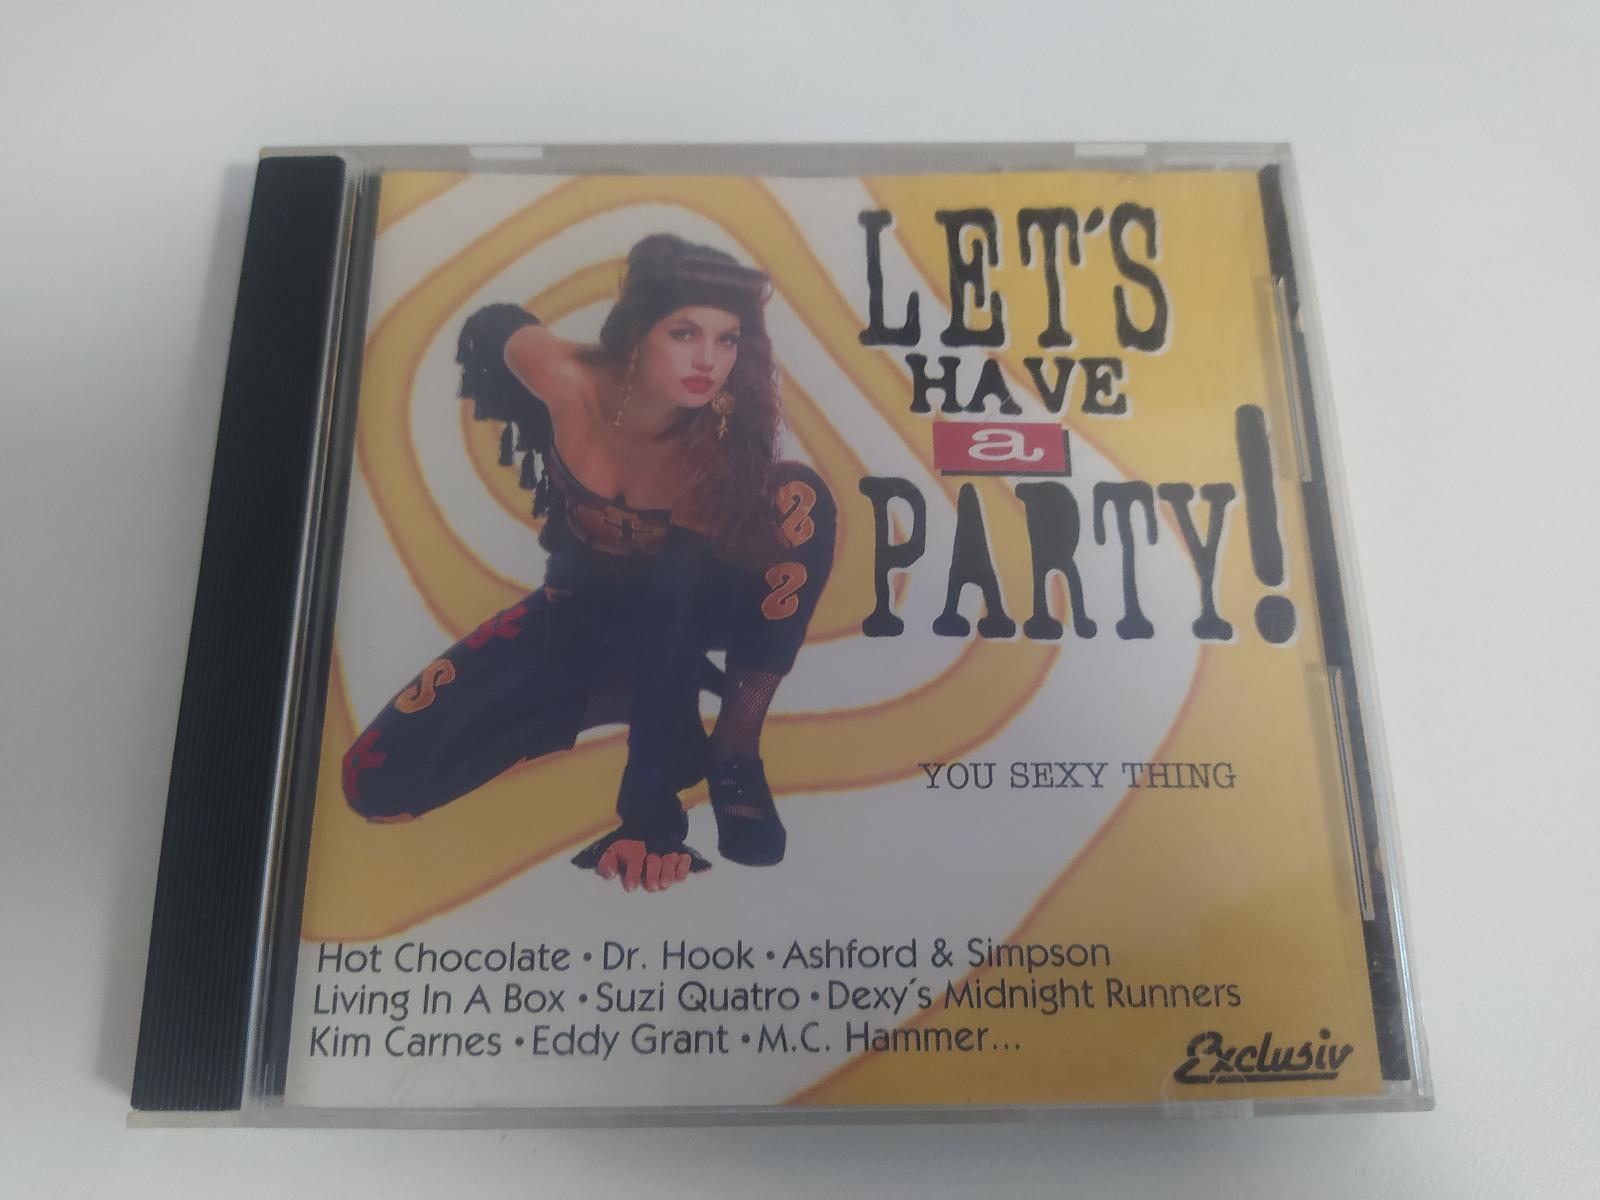 LET'S
HAVE
a
PARTY!
YOU SEXY THING
Hot Chocolate • Dr. Hook • Ashford & Simpson
Living In A Box • Suzi Quatro • Dexy´s Midnight Runners
Kim Carnes • Eddy Grant • M.C. Hammer...
Exclusiv